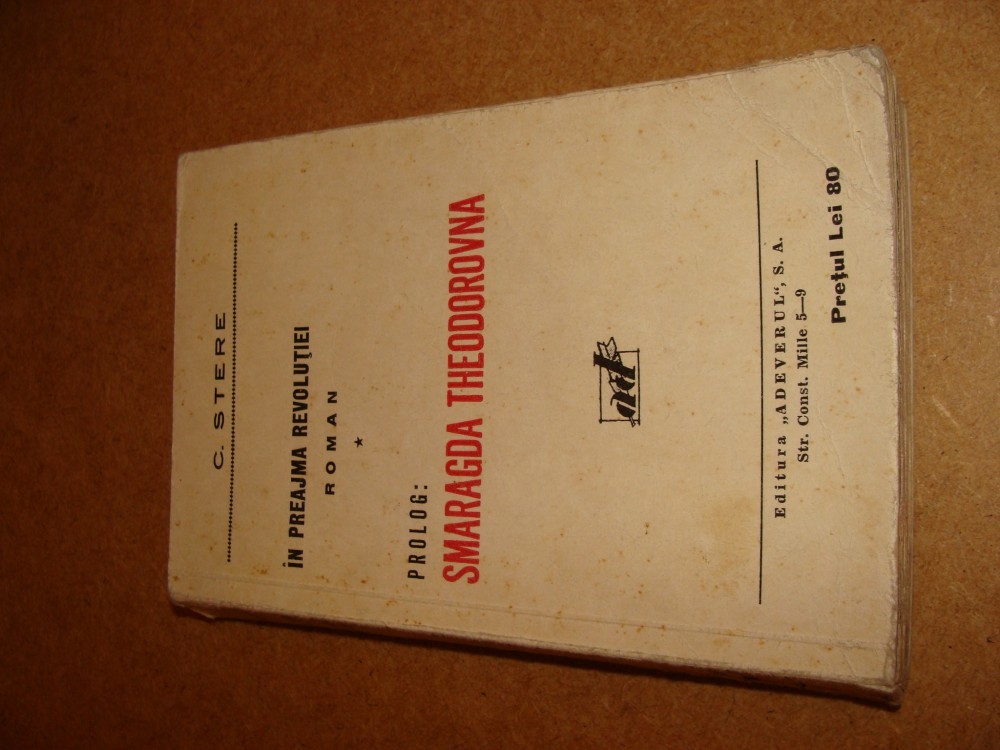 C. STERE
ÎN PREAJMA REVOLUȚIEI
ROMAN
*
PROLOG:
SMARAGDA THEODOROVNA
Editura „ADEVERUL“, S. A.
Str. Const. Mille 5—9
Prețul Lei 80